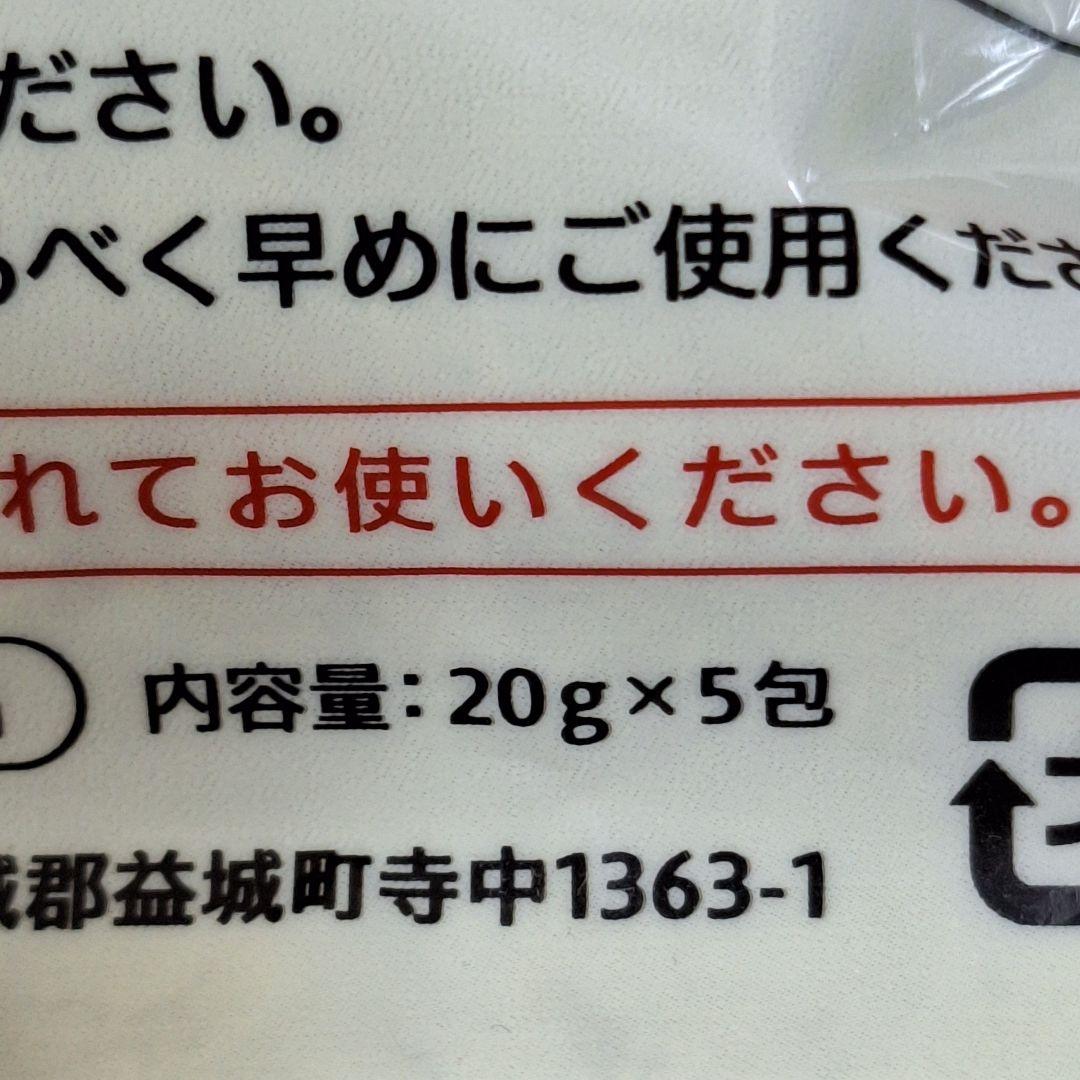 ださい。
べく早めにご使用くださ
れてお使いください。
内容量：20g×5包
郡益城町寺中1363-1